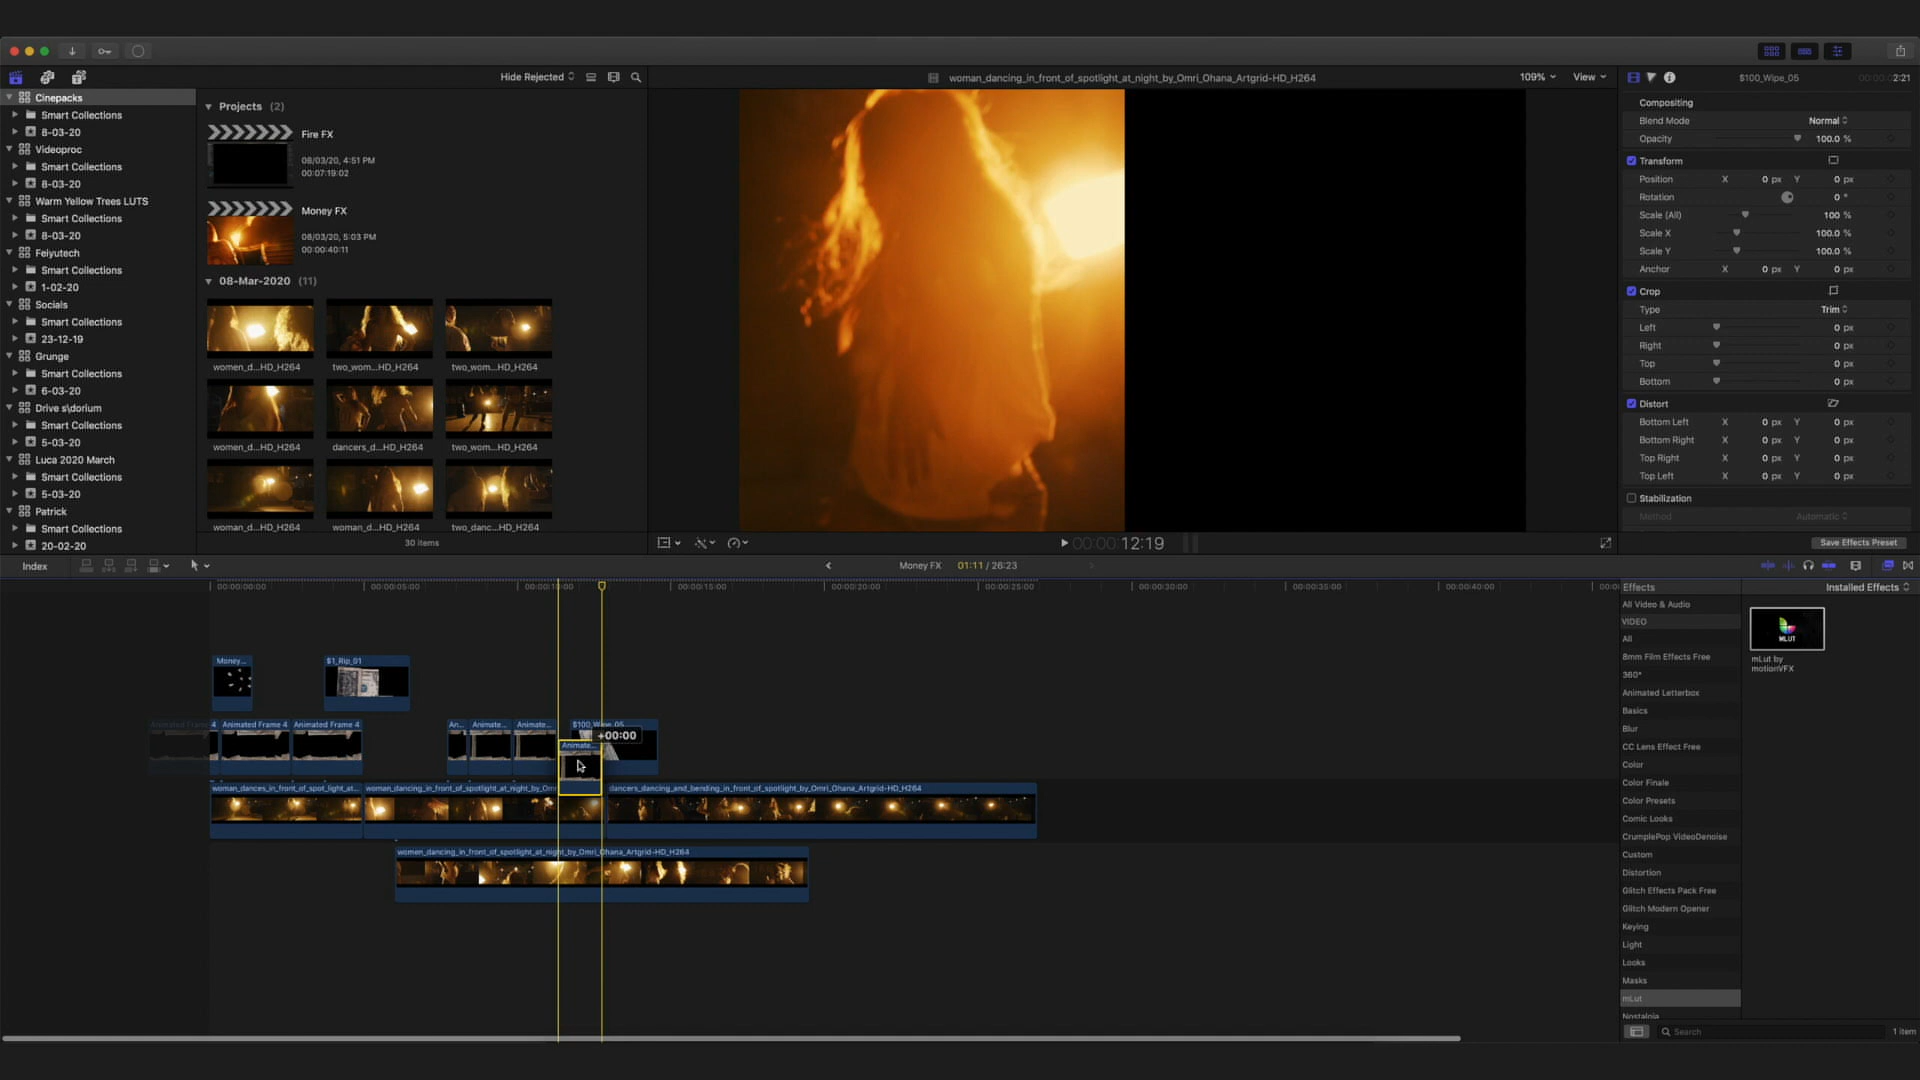 Hide Rejected
woman_dancing_in_front_of_spotlight_at_night_by_Omri_Ohana_Artgrid-HD_H264
109%
View
$100_Wipe_05
00:00:02:21
Cinepacks
Smart Collections
8-03-20
Videoproc
Smart Collections
8-03-20
Warm Yellow Trees LUTS
Smart Collections
8-03-20
Feiyutech
Smart Collections
1-02-20
Socials
Smart Collections
23-12-19
Grunge
Smart Collections
6-03-20
Drive s\dorium
Smart Collections
5-03-20
Luca 2020 March
Smart Collections
5-03-20
Patrick
Smart Collections
20-02-20
Projects (2)
Fire FX
08/03/20, 4:51 PM
00:07:19:02
Money FX
08/03/20, 5:03 PM
00:00:40:11
08-Mar-2020 (11)
women_d...HD_H264
two_wom...HD_H264
two_wom...HD_H264
women_d...HD_H264
dancers_d...HD_H264
two_wom...HD_H264
woman_d...HD_H264
woman_d...HD_H264
two_danc...HD_H264
30 items
00:00:12:19
Compositing
Blend Mode Normal
Opacity 100.0 %
Transform
Position X 0 px Y 0 px
Rotation 0 °
Scale (All) 100 %
Scale X 100.0 %
Scale Y 100.0 %
Anchor X 0 px Y 0 px
Crop
Type Trim
Left 0 px
Right 0 px
Top 0 px
Bottom 0 px
Distort
Bottom Left X 0 px Y 0 px
Bottom Right X 0 px Y 0 px
Top Right X 0 px Y 0 px
Top Left X 0 px Y 0 px
Stabilization
Method Automatic
Save Effects Preset
Index
Money FX
01:11 / 26:23
00:00:00:00
00:00:05:00
00:00:10:00
00:00:15:00
00:00:20:00
00:00:25:00
00:00:30:00
00:00:35:00
00:00:40:00
Money...
$1_Rip_01
Animated Frame 4
Animated Frame 4
Animated Frame 4
An...
Animate...
Animate...
$100_Wipe_05
+00:00
Animate...
woman_dances_in_front_of_spot_light_at...
woman_dancing_in_front_of_spotlight_at_night_by_Omr
dancers_dancing_and_bending_in_front_of_spotlight_by_Omri_Ohana_Artgrid-HD_H264
women_dancing_in_front_of_spotlight_at_night_by_Omri_Ohana_Artgrid-HD_H264
Effects
Installed Effects
All Video & Audio
VIDEO
All
8mm Film Effects Free
360°
Animated Letterbox
Basics
Blur
CC Lens Effect Free
Color
Color Finale
Color Presets
Comic Looks
CrumplePop VideoDenoise
Custom
Distortion
Glitch Effects Pack Free
Glitch Modern Opener
Keying
Light
Looks
Masks
mLut
Nostalgia
MLUT
mLut by
motionVFX
Search
1 item